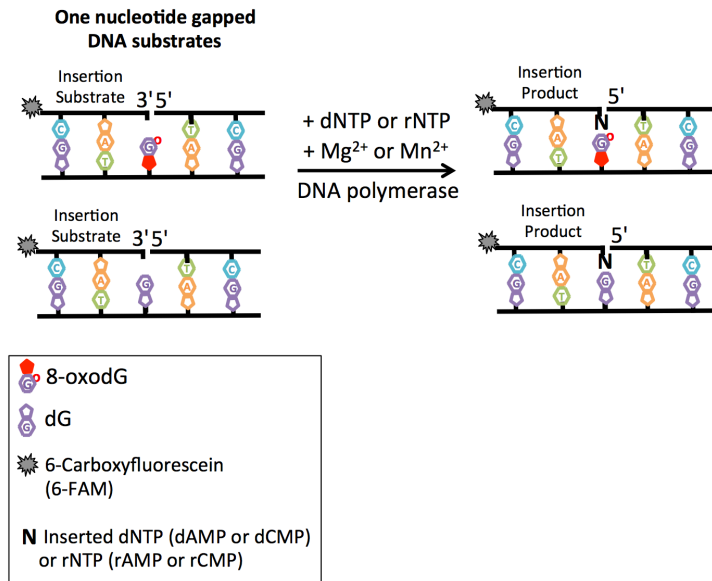 One nucleotide gapped
DNA substrates
Insertion
Substrate
3' 5'
C A G T C
G T A G
+ dNTP or rNTP
+ Mg2+ or Mn2+
DNA polymerase
Insertion
Product
5'
N
C A G O T C
G T A G
Insertion
Substrate
3' 5'
C A G T C
G T A G
Insertion
Product
5'
N
C A G T C
G T A G
G O 8-oxodG
G dG
6-Carboxyfluorescein
(6-FAM)
N Inserted dNTP (dAMP or dCMP)
or rNTP (rAMP or rCMP)